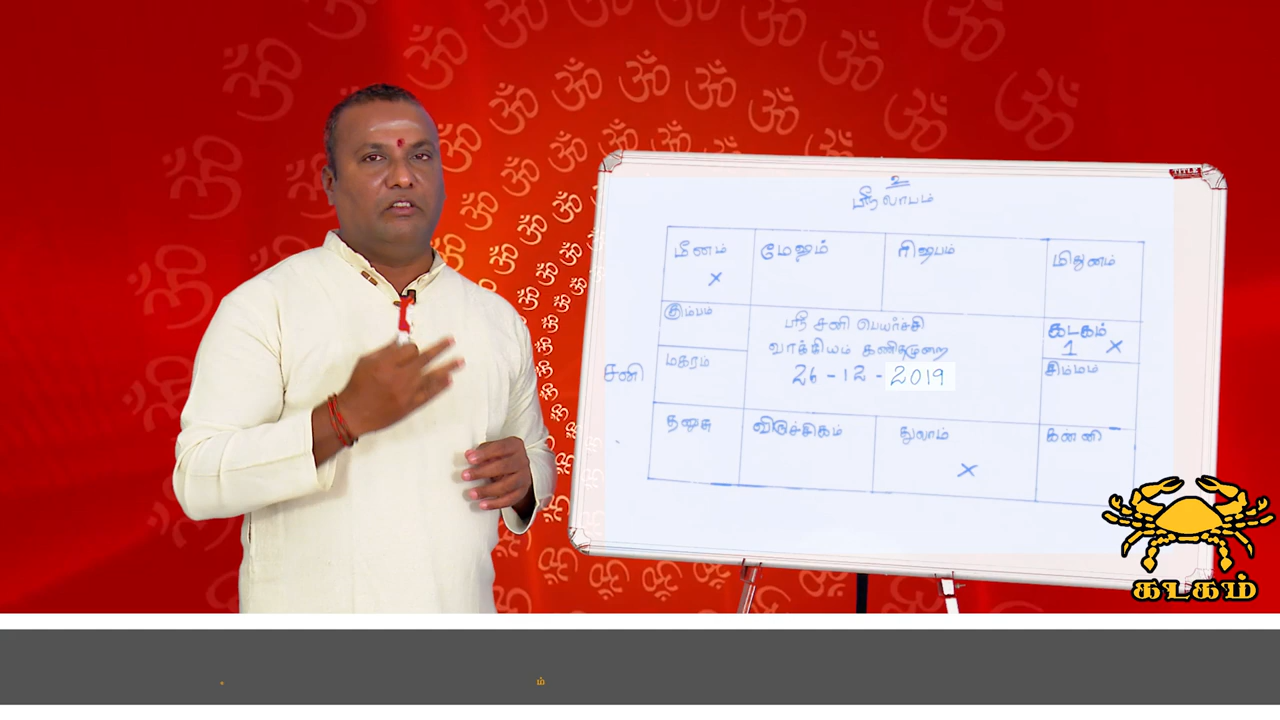 உ
ஸ்ரீ லாபம்
மீனம் மேஷம் ரிஷபம் மிதுனம்
X
கும்பம் ஸ்ரீ சனி பெயர்ச்சி கடகம்
வாக்கியம் கணிதமுறை 1 X
சனி மகரம் 26-12-2019 சிம்மம்
தனுசு விருச்சிகம் துலாம் கன்னி
X
கடகம்
ம்